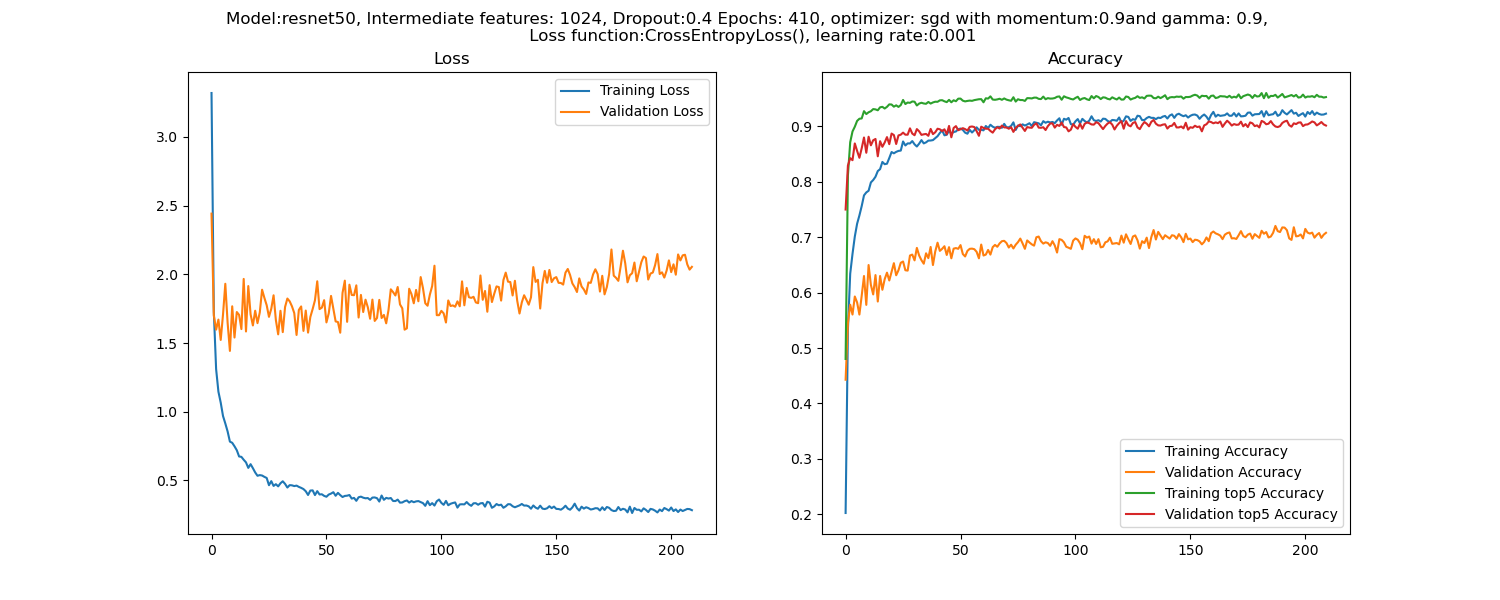 Model:resnet50, Intermediate features: 1024, Dropout:0.4 Epochs: 410, optimizer: sgd with momentum:0.9and gamma: 0.9,
Loss function:CrossEntropyLoss(), learning rate:0.001
Loss
Training Loss
Validation Loss
3.0
2.5
2.0
1.5
1.0
0.5
0
50
100
150
200
Accuracy
0.9
0.8
0.7
0.6
0.5
0.4
0.3
0.2
Training Accuracy
Validation Accuracy
Training top5 Accuracy
Validation top5 Accuracy
0
50
100
150
200